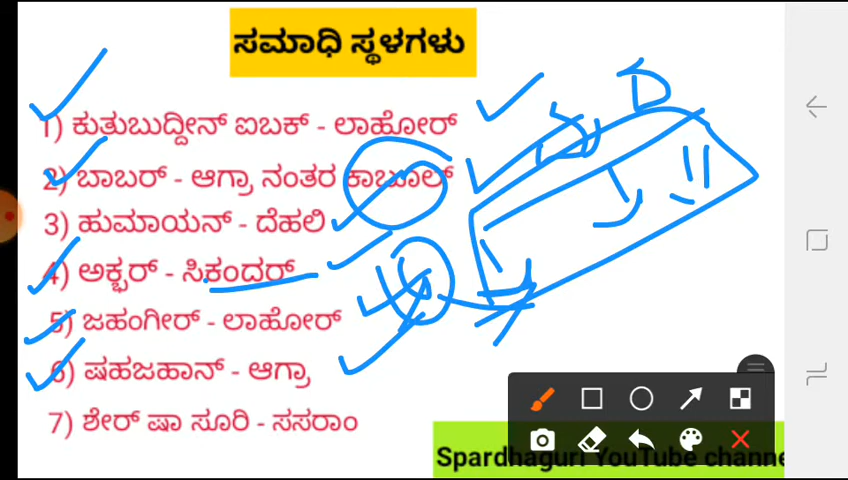 ಸಮಾಧಿ ಸ್ಥಳಗಳು
1) ಕುತುಬುದ್ದೀನ್ ಐಬಕ್ - ಲಾಹೋರ್
2) ಬಾಬರ್ - ಆಗ್ರಾ ನಂತರ ಕಾಬೂಲ್
3) ಹುಮಾಯನ್ - ದೆಹಲಿ
4) ಅಕ್ಬರ್ - ಸಿಕಂದರ್
5) ಜಹಂಗೀರ್ - ಲಾಹೋರ್
6) ಷಹಜಹಾನ್ - ಆಗ್ರಾ
7) ಶೇರ್ ಷಾ ಸೂರಿ - ಸಸರಾಂ
Spardhaguru YouTube channe